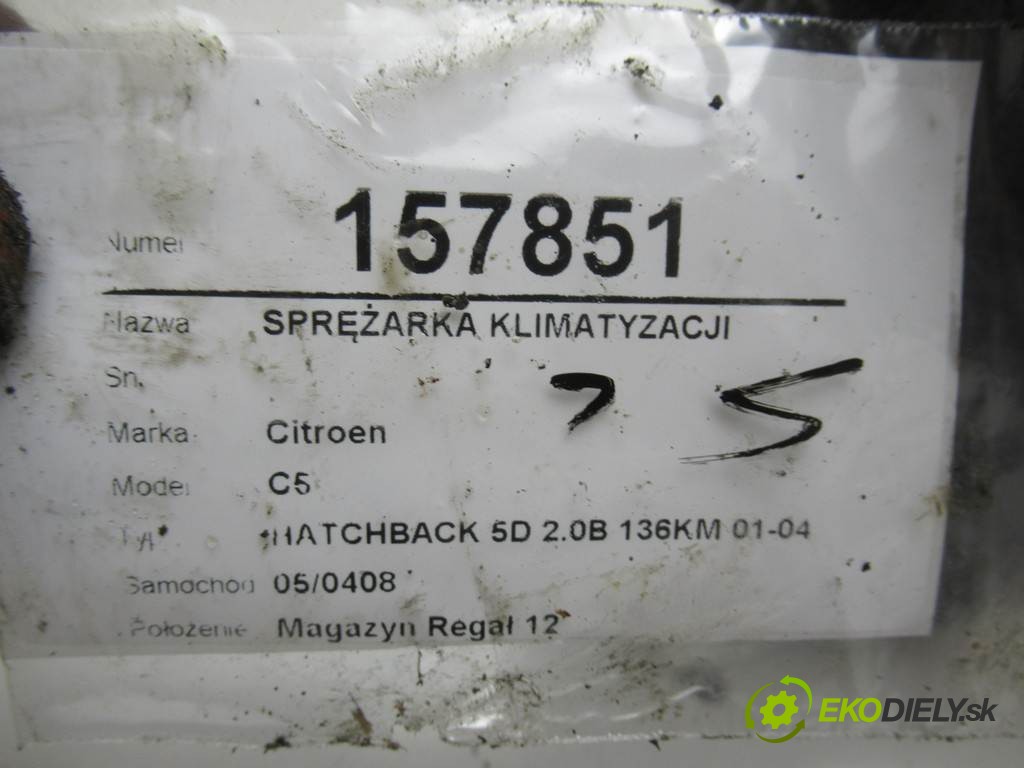 Numer 157851
Nazwa SPRĘŻARKA KLIMATYZACJI
Sn.
Marka Citroen
Model C5
Typ HATCHBACK 5D 2.0B 136KM 01-04
Samochod 05/0408
Położenie Magazyn Regał 12
EKODIELY.sk